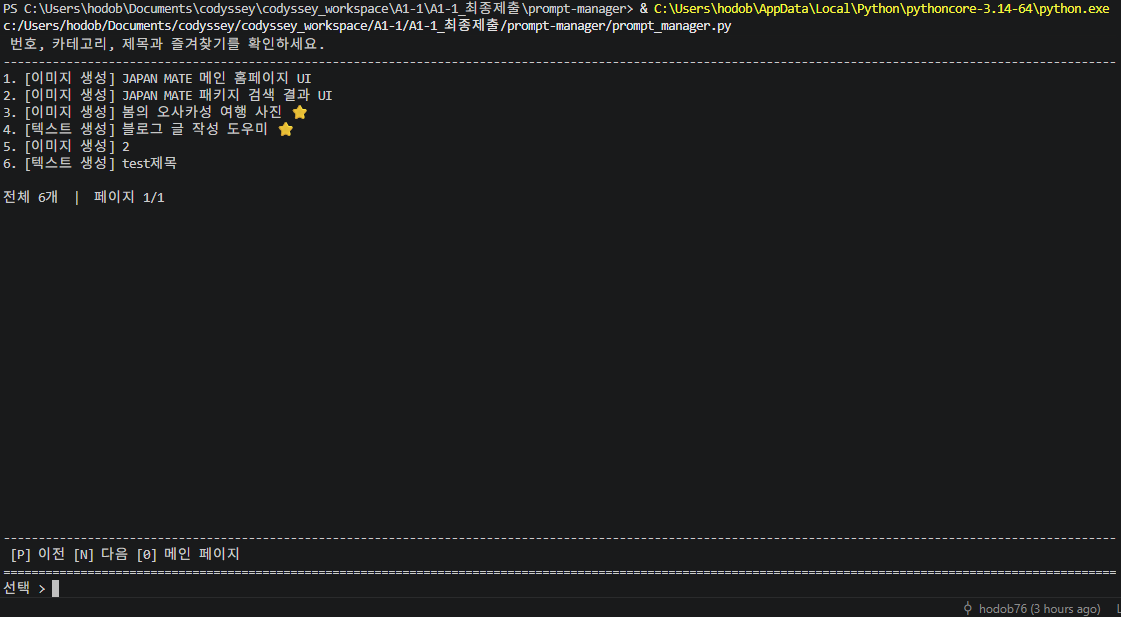 PS C:\Users\hodob\Documents\codyssey\codyssey_workspace\A1-1\A1-1_최종제출\prompt-manager> & C:\Users\hodob\AppData\Local\Python\pythoncore-3.14-64\python.exe
c:/Users/hodob/Documents/codyssey/codyssey_workspace/A1-1/A1-1_최종제출/prompt-manager/prompt_manager.py
번호, 카테고리, 제목과 즐겨찾기를 확인하세요.
---------------------------------------------------------------------------------------------------------------------------------------------------------------
1. [이미지 생성] JAPAN MATE 메인 홈페이지 UI
2. [이미지 생성] JAPAN MATE 패키지 검색 결과 UI
3. [이미지 생성] 봄의 오사카성 여행 사진 ⭐
4. [텍스트 생성] 블로그 글 작성 도우미 ⭐
5. [이미지 생성] 2
6. [텍스트 생성] test제목
전체 6개 | 페이지 1/1
---------------------------------------------------------------------------------------------------------------------------------------------------------------
[P] 이전 [N] 다음 [0] 메인 페이지
===============================================================================================================================================================
선택 >
hodob76 (3 hours ago)